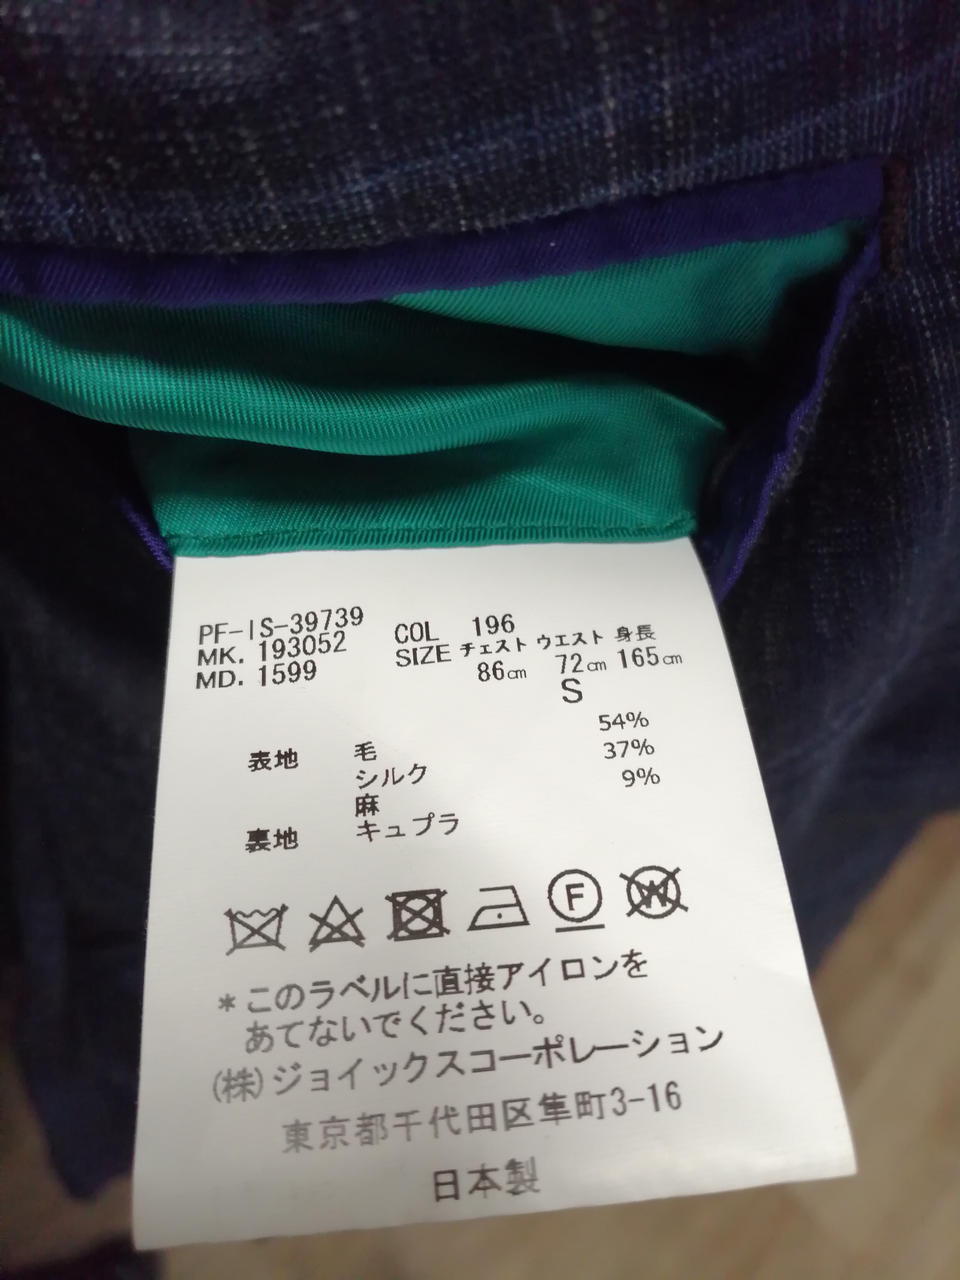 PF-IS-39739
MK. 193052
MD. 1599
COL 196
SIZE チェスト ウエスト 身長
86cm 72cm 165cm
S
54%
表地 毛 37%
シルク 9%
麻
裏地 キュプラ
F W
*このラベルに直接アイロンを
あてないでください。
(株)ジョイックスコーポレーション
東京都千代田区隼町3-16
日本製